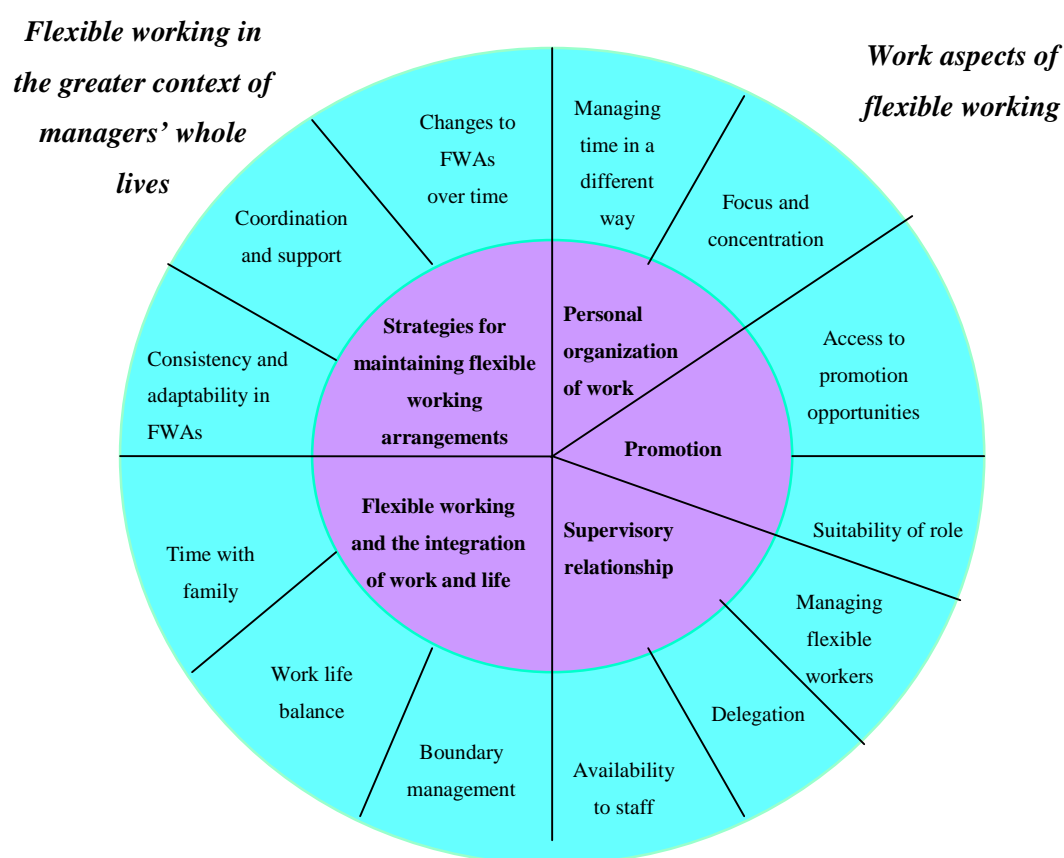 Flexible working in
the greater context of
managers’ whole
lives
Work aspects of
flexible working
Changes to
FWAs
over time
Managing
time in a
different
way
Focus and
concentration
Coordination
and support
Consistency and
adaptability in
FWAs
Access to
promotion
opportunities
Strategies for
maintaining flexible
working
arrangements
Personal
organization
of work
Promotion
Flexible working
and the integration
of work and life
Supervisory
relationship
Suitability of role
Time with
family
Managing
flexible
workers
Work life
balance
Delegation
Boundary
management
Availability
to staff